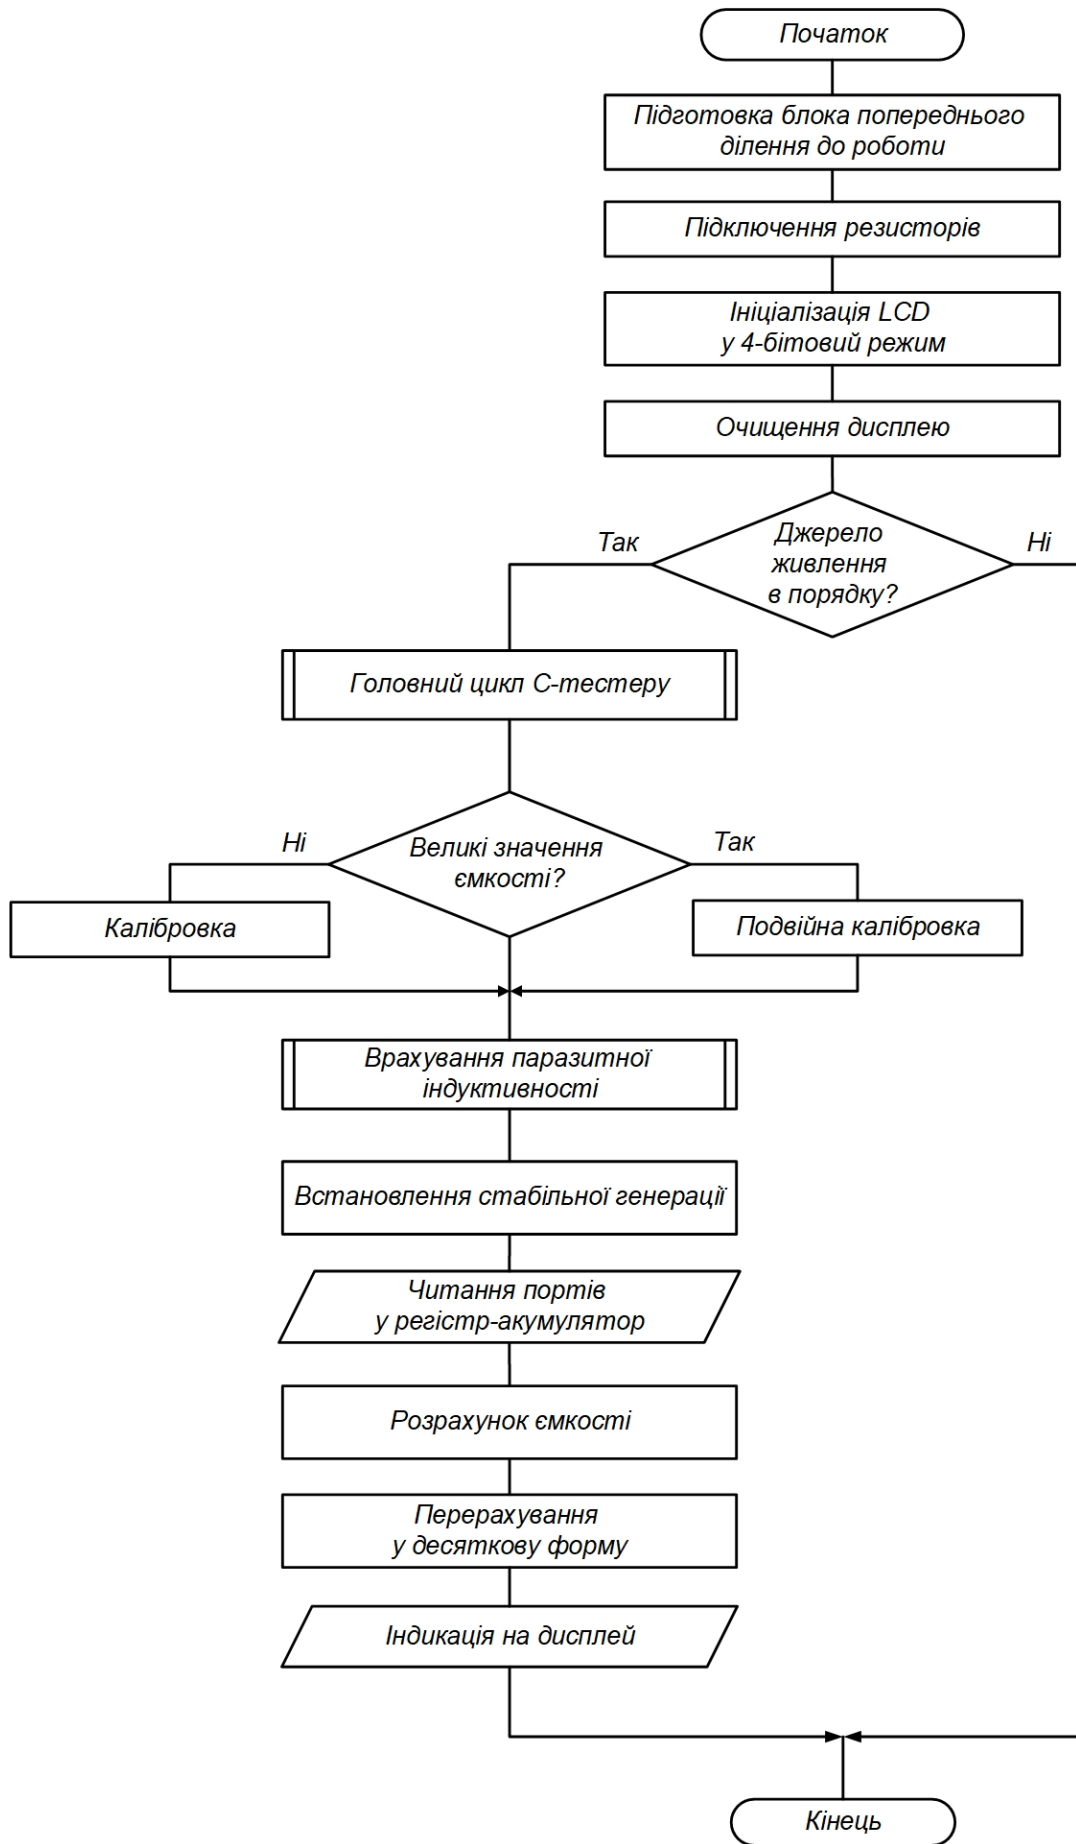 Початок
Підготовка блока попереднього
ділення до роботи
Підключення резисторів
Ініціалізація LCD
у 4-бітовий режим
Очищення дисплею
Так
Джерело
живлення
в порядку?
Ні
Головний цикл С-тестеру
Ні
Великі значення
ємкості?
Так
Калібровка
Подвійна калібровка
Врахування паразитної
індуктивності
Встановлення стабільної генерації
Читання портів
у регістр-акумулятор
Розрахунок ємкості
Перерахування
у десяткову форму
Індикація на дисплей
Кінець